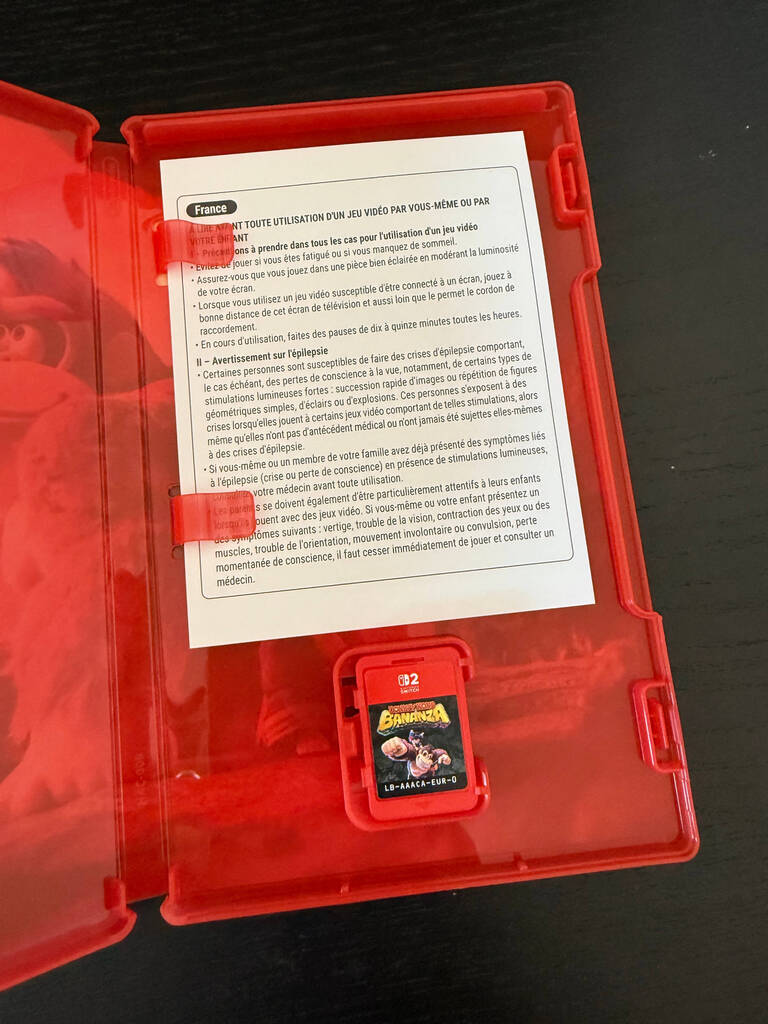 France
À LIRE AVANT TOUTE UTILISATION D'UN JEU VIDÉO PAR VOUS-MÊME OU PAR
VOTRE ENFANT
I – Précautions à prendre dans tous les cas pour l'utilisation d'un jeu vidéo
• Évitez de jouer si vous êtes fatigué ou si vous manquez de sommeil.
• Assurez-vous que vous jouez dans une pièce bien éclairée en modérant la luminosité
de votre écran.
• Lorsque vous utilisez un jeu vidéo susceptible d'être connecté à un écran, jouez à
bonne distance de cet écran de télévision et aussi loin que le permet le cordon de
raccordement.
• En cours d'utilisation, faites des pauses de dix à quinze minutes toutes les heures.
II – Avertissement sur l'épilepsie
• Certaines personnes sont susceptibles de faire des crises d'épilepsie comportant,
le cas échéant, des pertes de conscience à la vue, notamment, de certains types de
stimulations lumineuses fortes : succession rapide d'images ou répétition de figures
géométriques simples, d'éclairs ou d'explosions. Ces personnes s'exposent à des
crises lorsqu'elles jouent à certains jeux vidéo comportant de telles stimulations, alors
même qu'elles n'ont pas d'antécédent médical ou n'ont jamais été sujettes elles-mêmes
à des crises d'épilepsie.
• Si vous-même ou un membre de votre famille avez déjà présenté des symptômes liés
à l'épilepsie (crise ou perte de conscience) en présence de stimulations lumineuses,
consultez votre médecin avant toute utilisation.
• Les parents se doivent également d'être particulièrement attentifs à leurs enfants
lorsqu'ils jouent avec des jeux vidéo. Si vous-même ou votre enfant présentez un
des symptômes suivants : vertige, trouble de la vision, contraction des yeux ou des
muscles, trouble de l'orientation, mouvement involontaire ou convulsion, perte
momentanée de conscience, il faut cesser immédiatement de jouer et consulter un
médecin.
2
SWITCH
DONKEY KONG
BANANZA
LB-AAACA-EUR-0